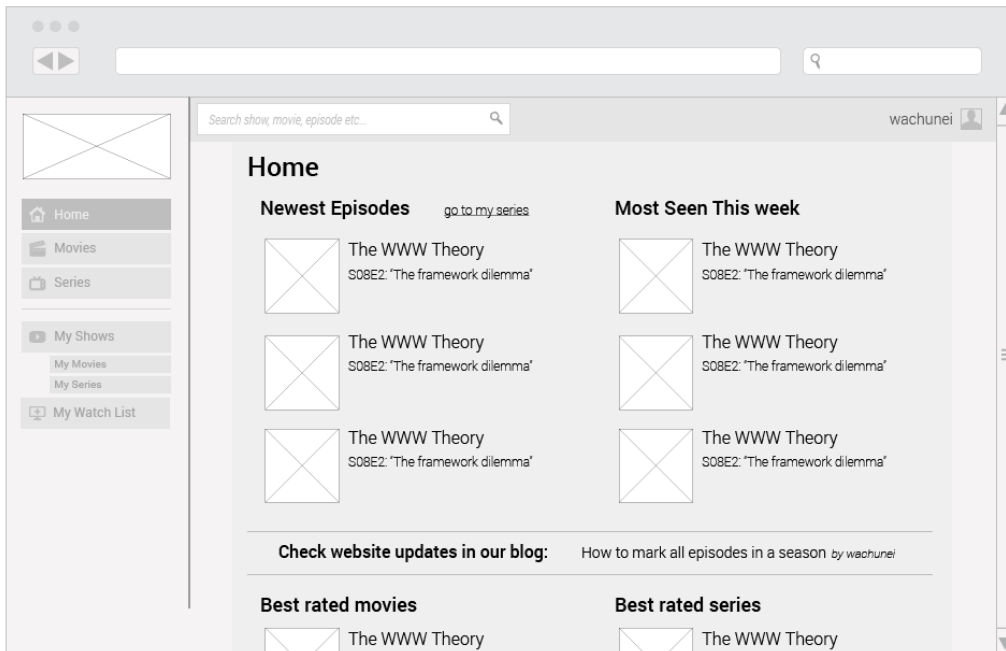 Search show, movie, episode etc...
wachunei
Home
Movies
Series
My Shows
My Movies
My Series
My Watch List
Home
Newest Episodes
go to my series
The WWW Theory
S08E2: "The framework dilemma"
The WWW Theory
S08E2: "The framework dilemma"
The WWW Theory
S08E2: "The framework dilemma"
Most Seen This week
The WWW Theory
S08E2: "The framework dilemma"
The WWW Theory
S08E2: "The framework dilemma"
The WWW Theory
S08E2: "The framework dilemma"
Check website updates in our blog:
How to mark all episodes in a season by wachunei
Best rated movies
The WWW Theory
Best rated series
The WWW Theory